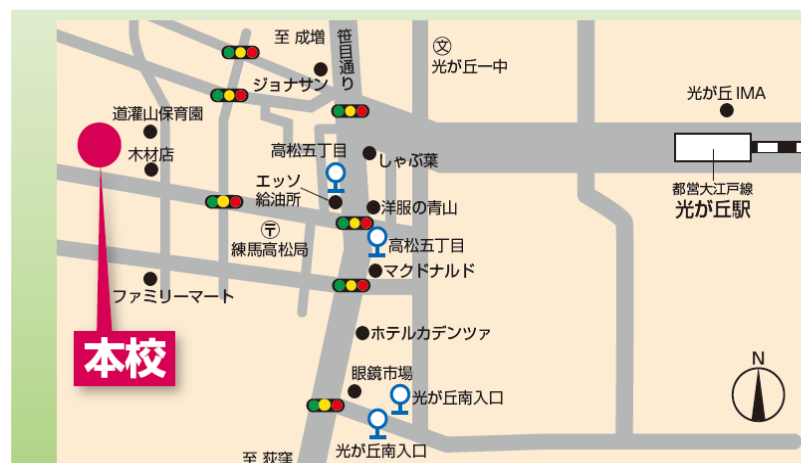 至 成増
笹目通り
ジョナサン
文
光が丘一中
光が丘 IMA
道灌山保育園
木材店
高松五丁目
しゃぶ葉
エッソ
給油所
洋服の青山
都営大江戸線
光が丘駅
〒
練馬高松局
高松五丁目
マクドナルド
ファミリーマート
本校
ホテルカデンツァ
眼鏡市場
光が丘南入口
光が丘南入口
至 荻窪
N